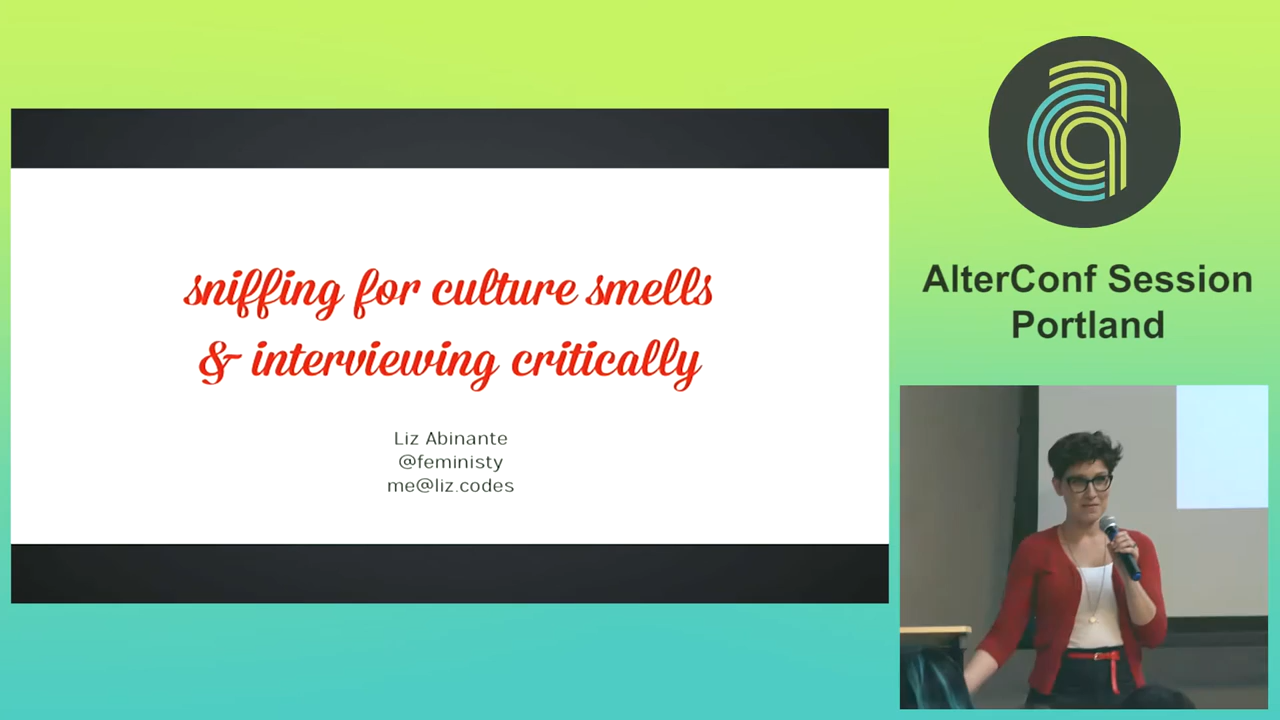 sniffing for culture smells
& interviewing critically
Liz Abinante
@feministy
me@liz.codes
AlterConf Session
Portland